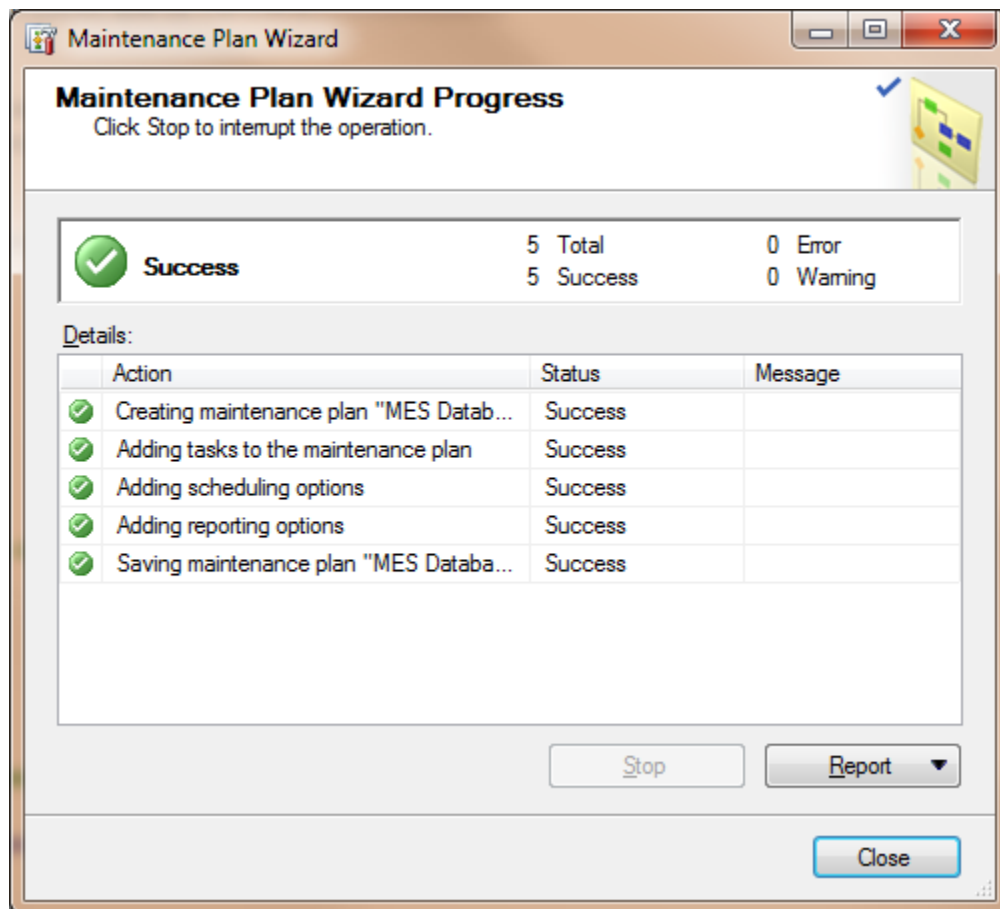 Maintenance Plan Wizard
Maintenance Plan Wizard Progress
Click Stop to interrupt the operation.
Success
5 Total
0 Error
5 Success
0 Warning
Details:
Action Status Message
Creating maintenance plan "MES Datab... Success
Adding tasks to the maintenance plan Success
Adding scheduling options Success
Adding reporting options Success
Saving maintenance plan "MES Databa... Success
Stop
Report
Close